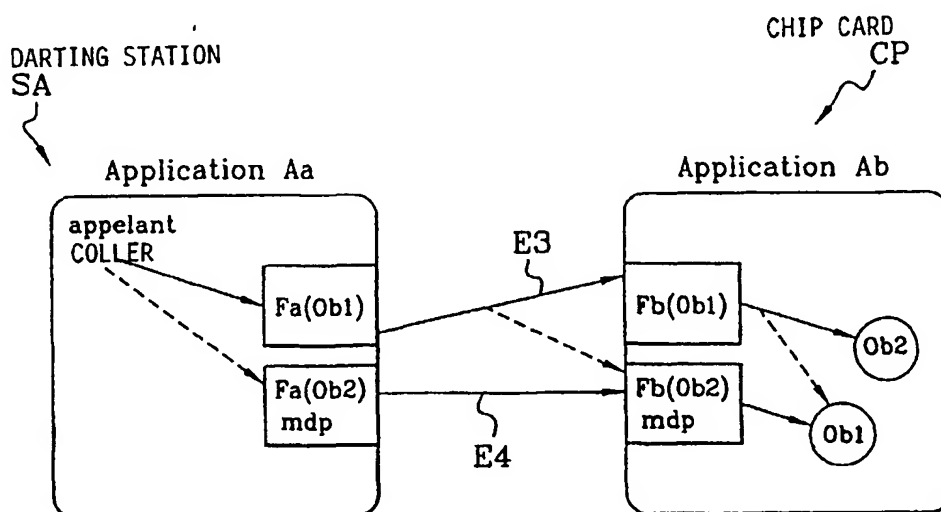 DARTING STATION
SA
CHIP CARD
CP
Application Aa
Application Ab
appelant
COLLER
Fa(Ob1)
Fa(Ob2)
mdp
E3
E4
Fb(Ob1)
Fb(Ob2)
mdp
Ob2
Ob1